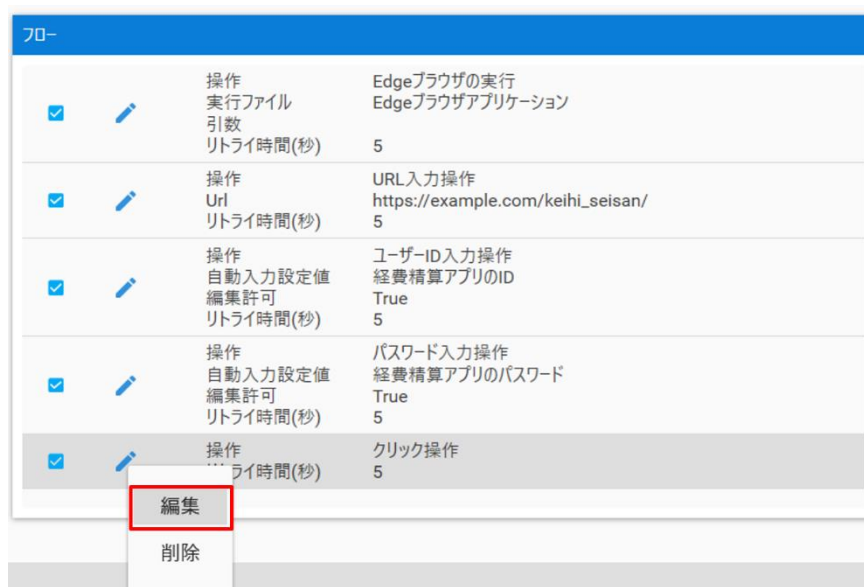 フロー
操作 Edgeブラウザの実行
実行ファイル Edgeブラウザアプリケーション
引数
リトライ時間(秒) 5
操作 URL入力操作
Url https://example.com/keihi_seisan/
リトライ時間(秒) 5
操作 ユーザーID入力操作
自動入力設定値 経費精算アプリのID
編集許可 True
リトライ時間(秒) 5
操作 パスワード入力操作
自動入力設定値 経費精算アプリのパスワード
編集許可 True
リトライ時間(秒) 5
操作 クリック操作
ライ時間(秒) 5
編集
削除